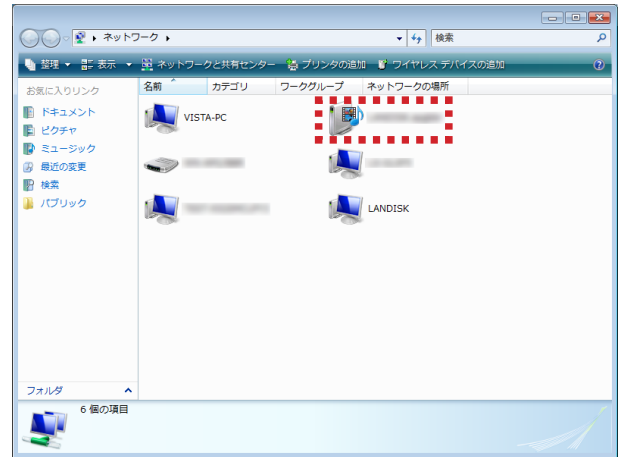 ネットワーク
検索
整理 表示 ネットワークと共有センター プリンタの追加 ワイヤレス デバイスの追加
お気に入りリンク
ドキュメント
ピクチャ
ミュージック
最近の変更
検索
パブリック
フォルダ
名前 カテゴリ ワークグループ ネットワークの場所
VISTA-PC
LANDISK
6 個の項目